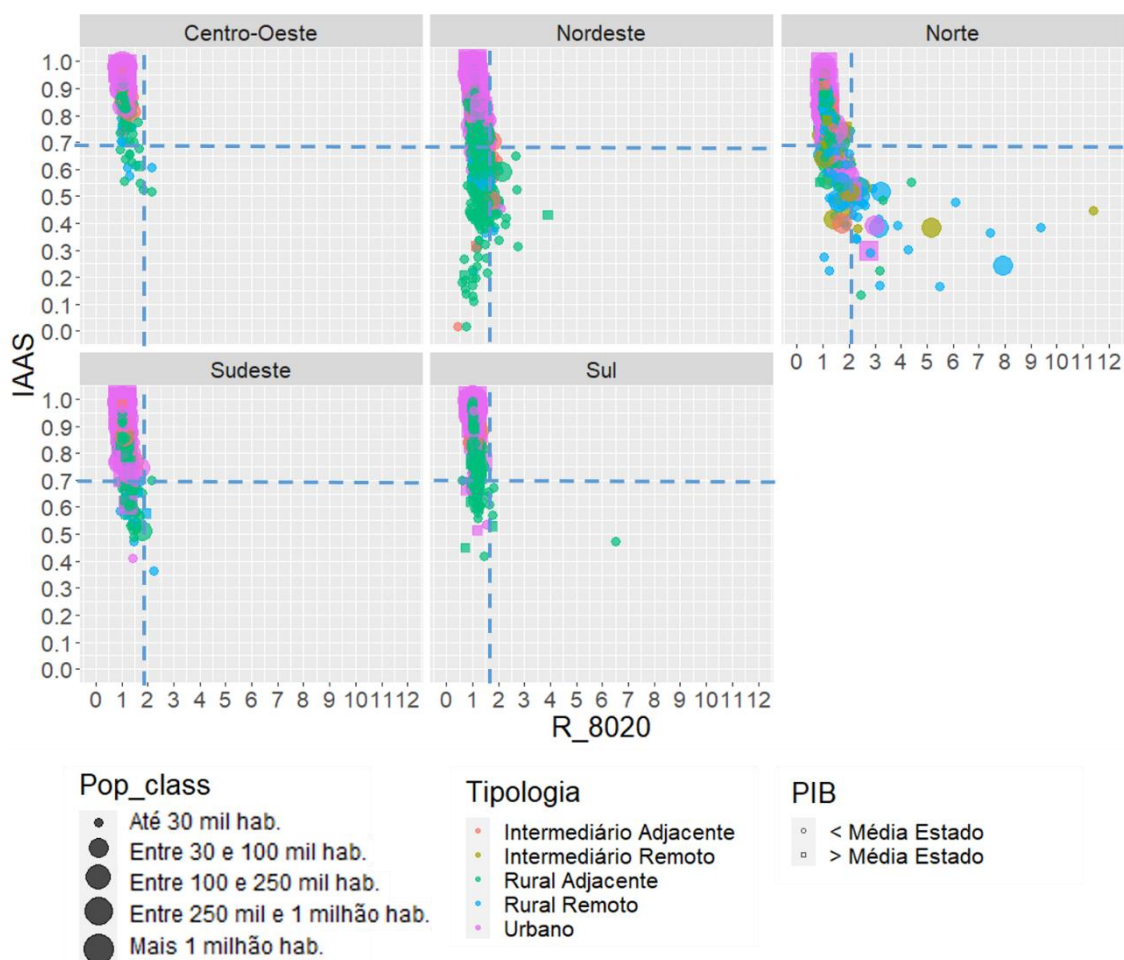 Centro-Oeste
Nordeste
Norte
1.0
0.9
0.8
0.7
0.6
0.5
0.4
0.3
0.2
0.1
0.0
0 1 2 3 4 5 6 7 8 9 10 11 12
IAAS
Sudeste
Sul
1.0
0.9
0.8
0.7
0.6
0.5
0.4
0.3
0.2
0.1
0.0
0 1 2 3 4 5 6 7 8 9 10 11 12
0 1 2 3 4 5 6 7 8 9 10 11 12
R_8020
Pop_class
Até 30 mil hab.
Entre 30 e 100 mil hab.
Entre 100 e 250 mil hab.
Entre 250 mil e 1 milhão hab.
Mais 1 milhão hab.
Tipologia
Intermediário Adjacente
Intermediário Remoto
Rural Adjacente
Rural Remoto
Urbano
PIB
< Média Estado
> Média Estado